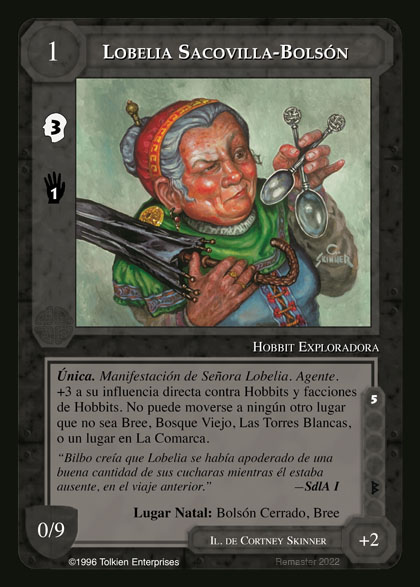 1
LOBELIA SACOVILLA-BOLSÓN
3
1
SKINNER
HOBBIT EXPLORADORA
Única. Manifestación de Señora Lobelia. Agente.
+3 a su influencia directa contra Hobbits y facciones
de Hobbits. No puede moverse a ningún otro lugar
que no sea Bree, Bosque Viejo, Las Torres Blancas,
o un lugar en La Comarca.
5
“Bilbo creía que Lobelia se había apoderado de una
buena cantidad de sus cucharas mientras él estaba
ausente, en el viaje anterior.” —SdlA I
Lugar Natal: Bolsón Cerrado, Bree
0/9
IL. DE CORTNEY SKINNER
+2
©1996 Tolkien Enterprises
Remaster 2022